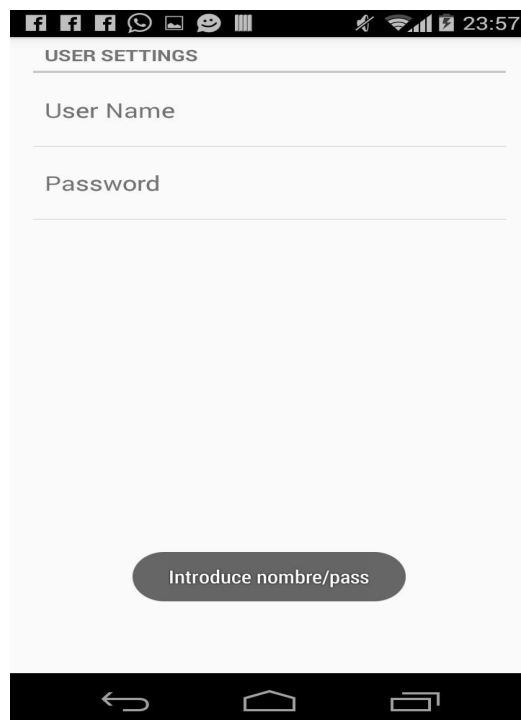 23:57
USER SETTINGS
User Name
Password
Introduce nombre/pass